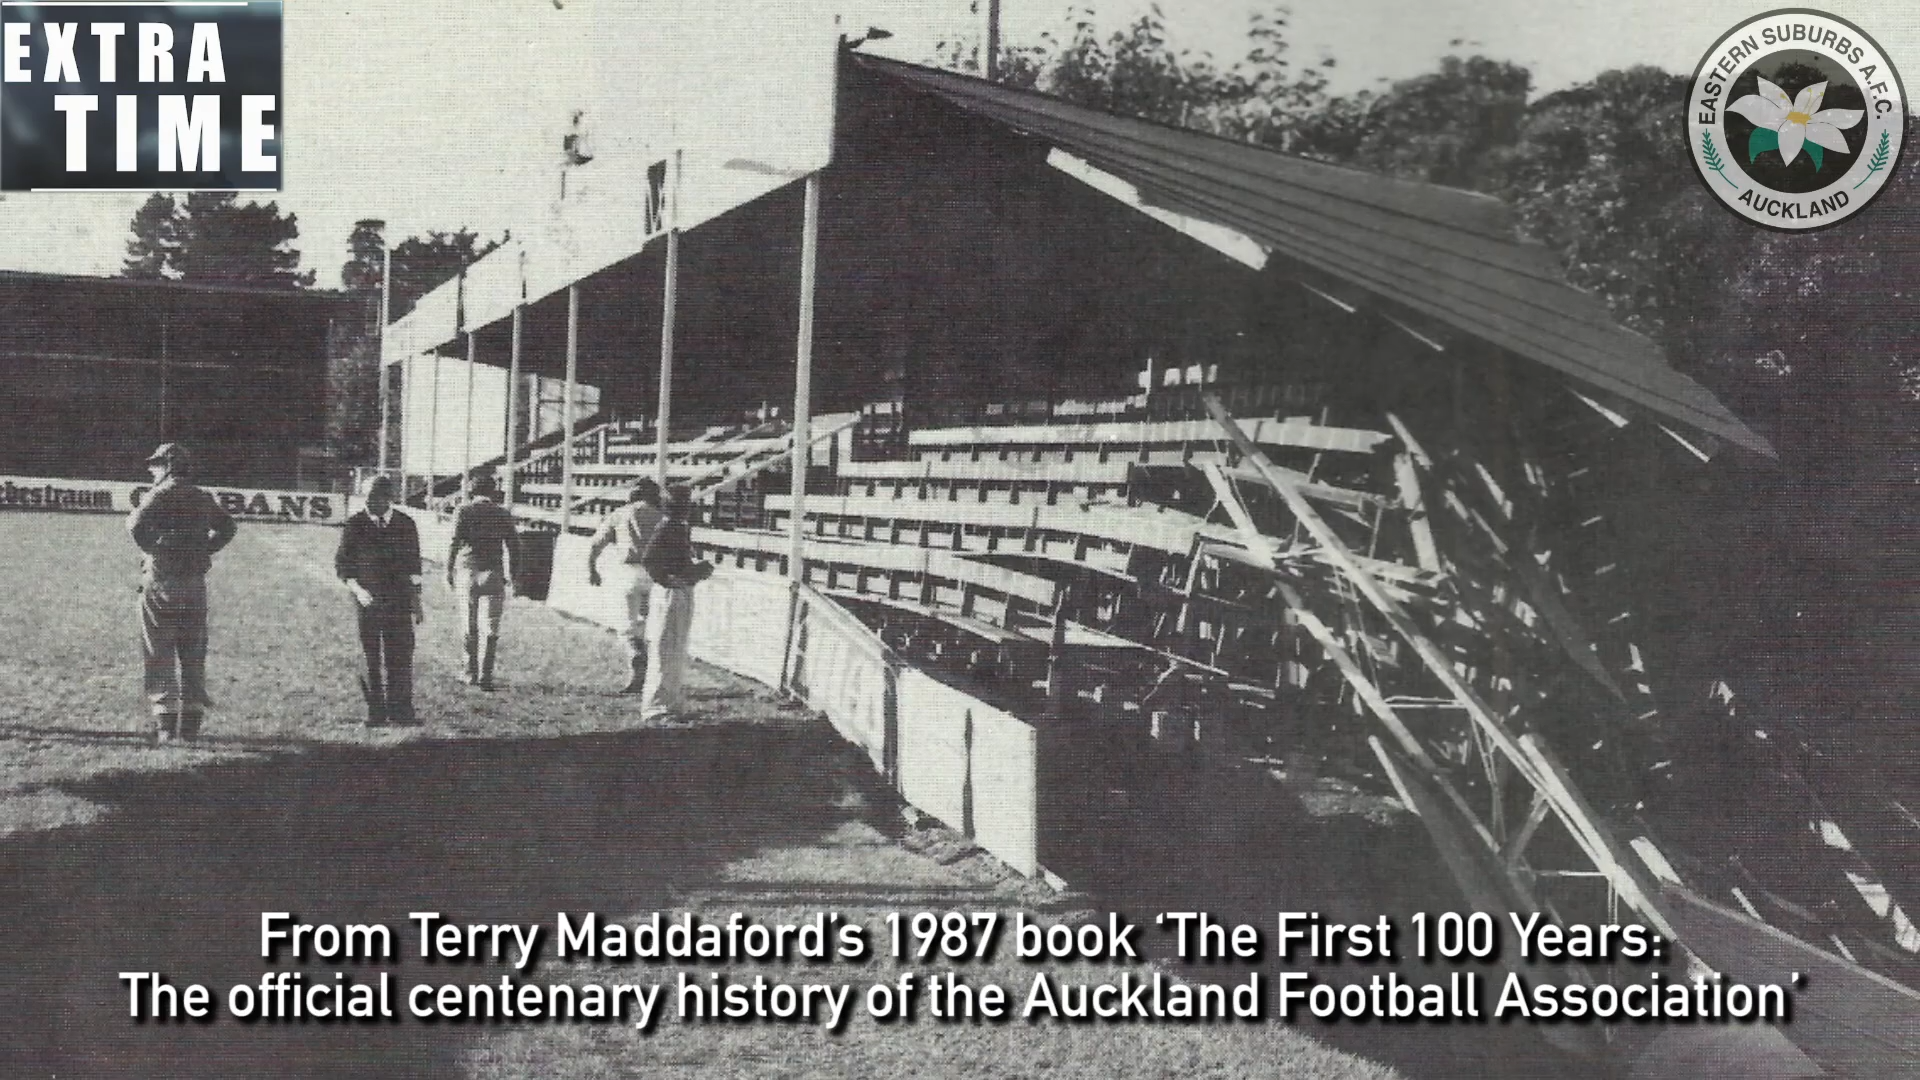 EXTRA
TIME
EASTERN SUBURBS A.F.C.
AUCKLAND
BANS
From Terry Maddaford’s 1987 book ‘The First 100 Years:
The official centenary history of the Auckland Football Association’